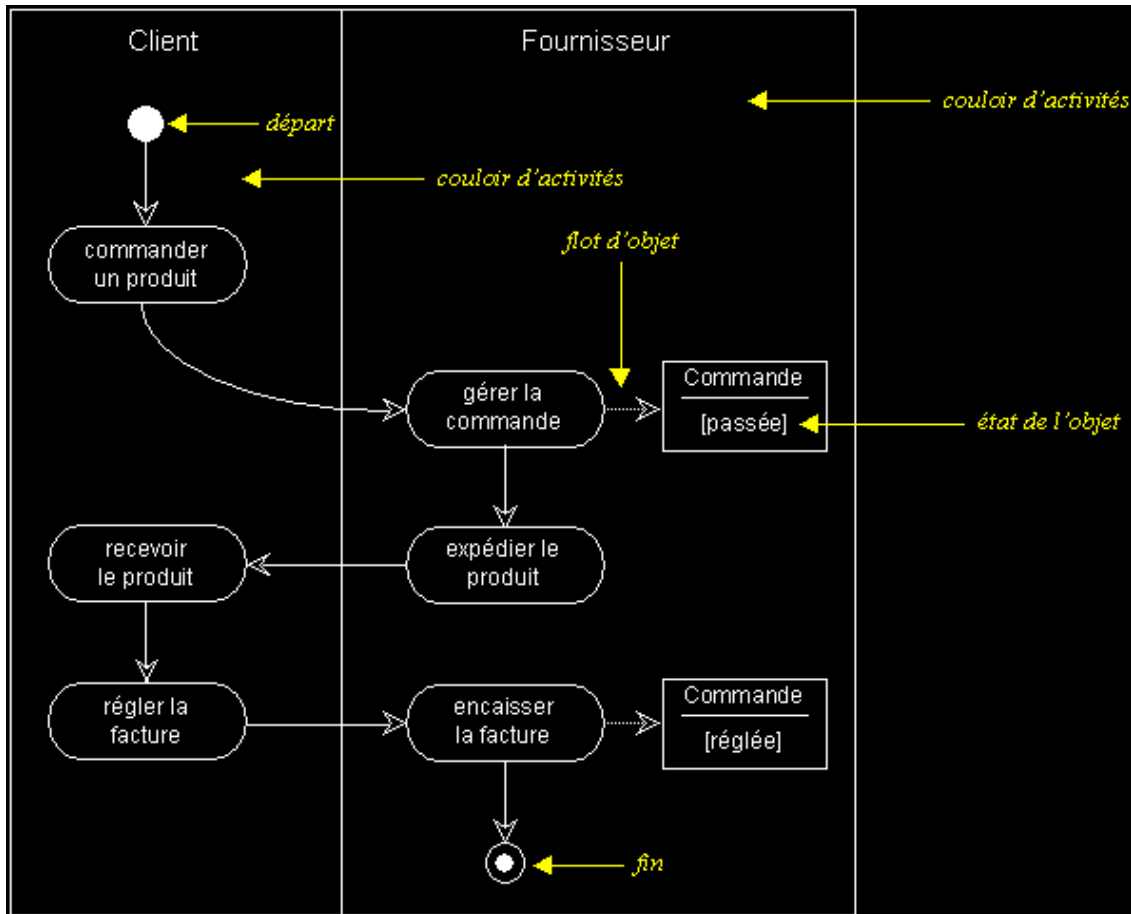 Client
Fournisseur
couloir d'activités
départ
couloir d'activités
commander
un produit
flot d'objet
gérer la
commande
Commande
[passée]
état de l'objet
recevoir
le produit
expédier le
produit
régler la
facture
encaisser
la facture
Commande
[réglée]
fin